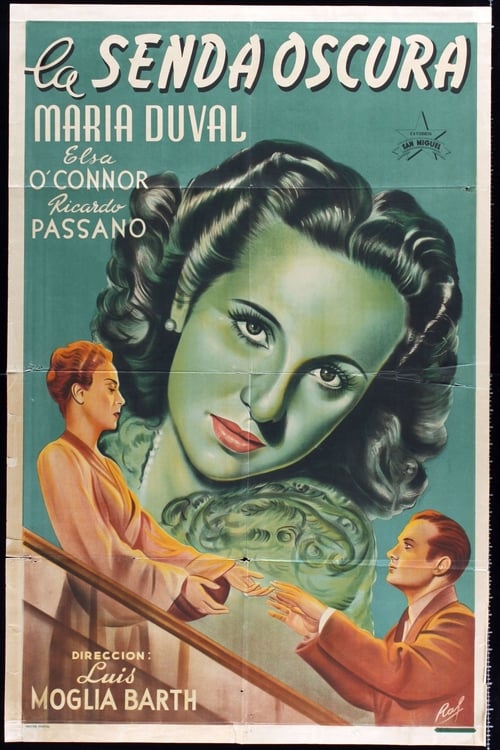 La SENDA OSCURA
MARIA DUVAL
Elsa
O'CONNOR
Ricardo
PASSANO
ESTUDIOS
SAN MIGUEL
DIRECCION:
Luis
MOGLIA BARTH
Raf